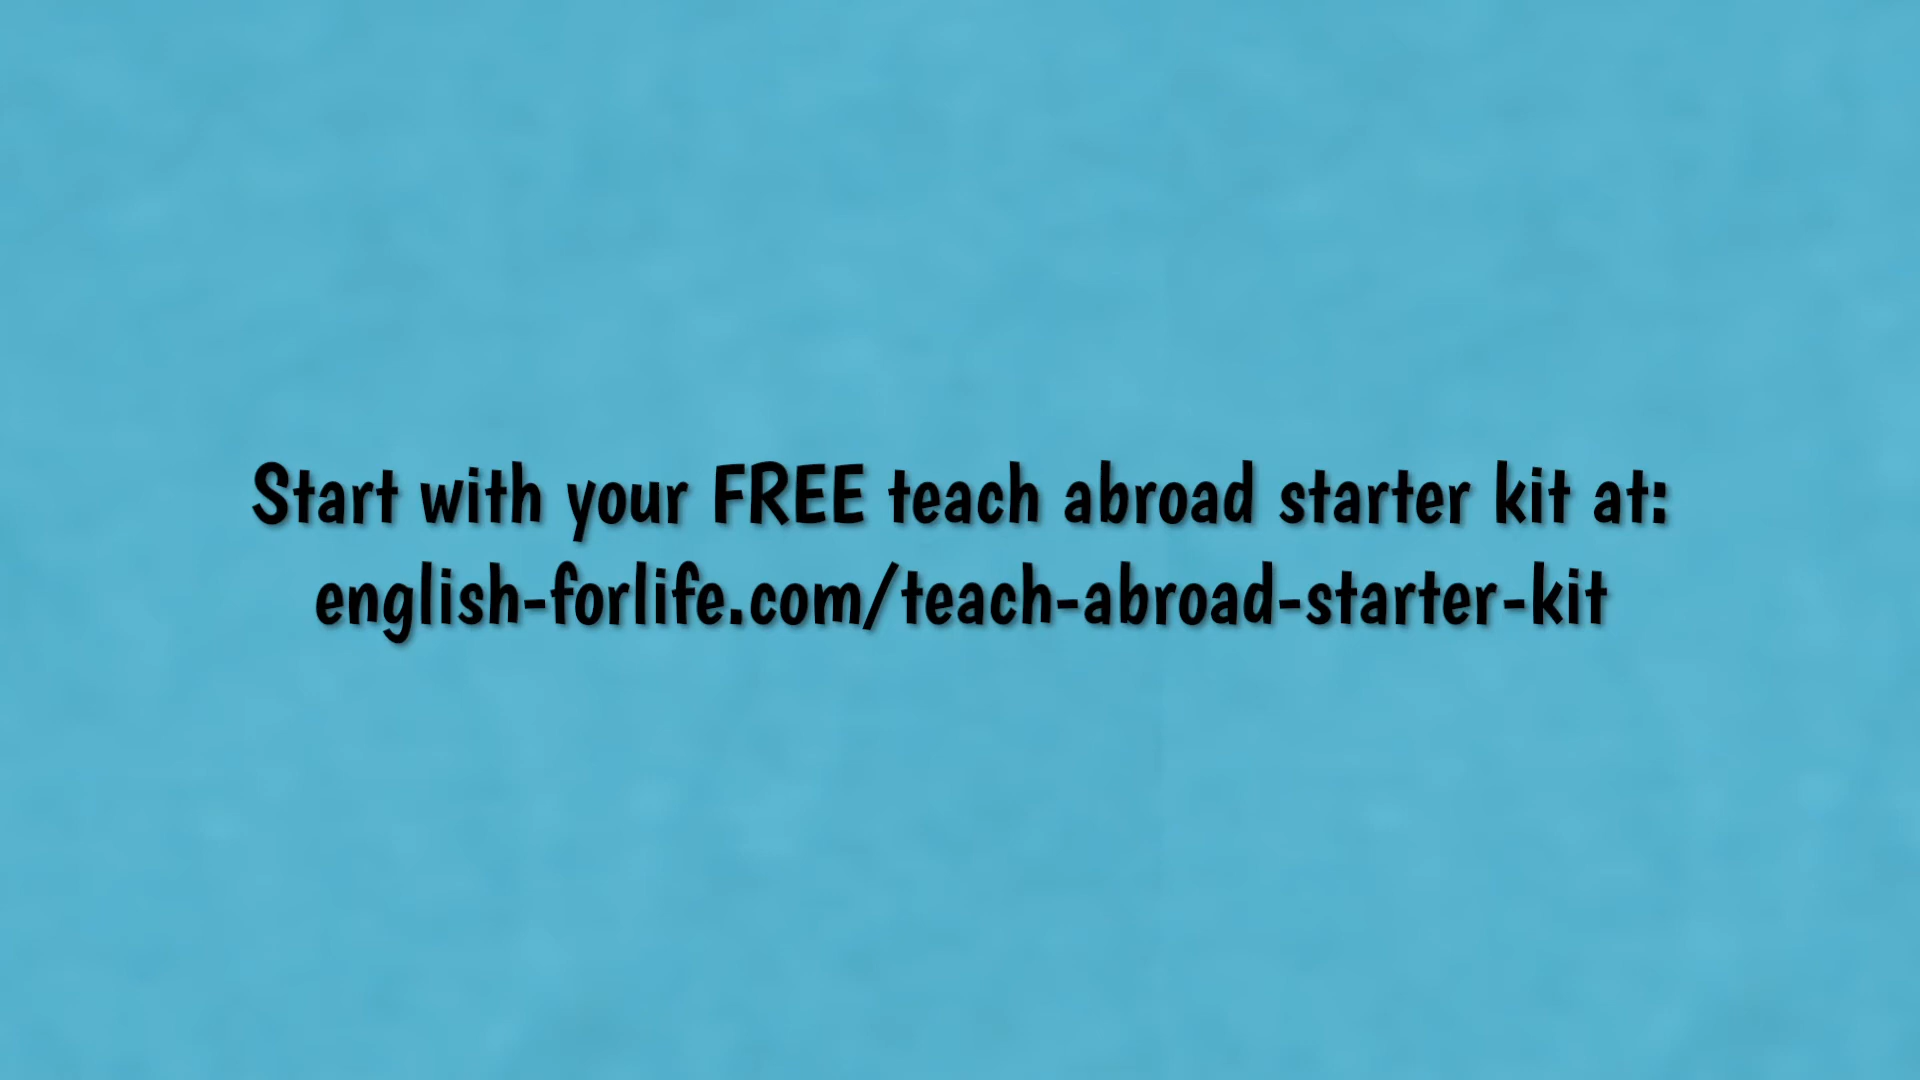 Start with your FREE teach abroad starter kit at:
english-forlife.com/teach-abroad-starter-kit